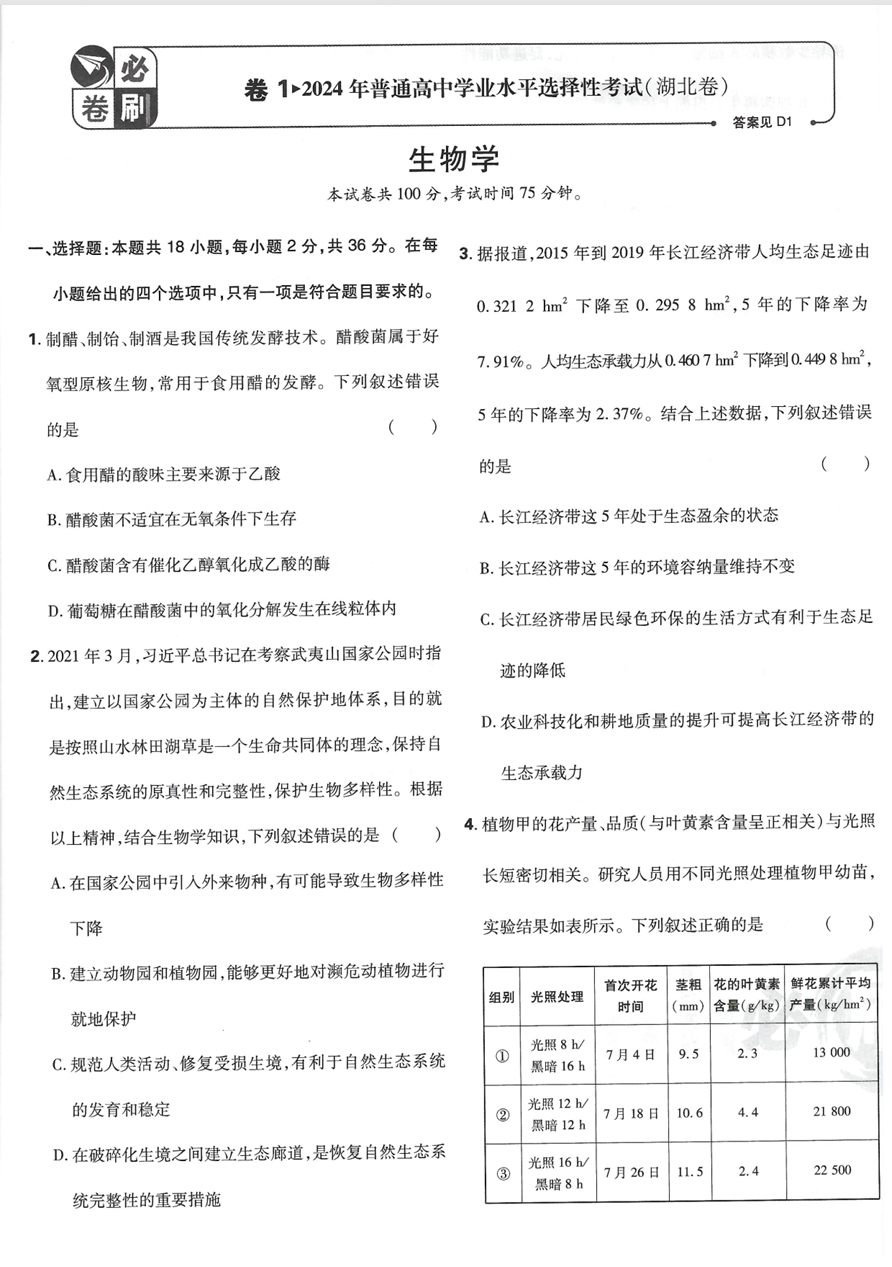 必
卷 刷
卷 1▸2024 年普通高中学业水平选择性考试(湖北卷)
答案见 D1
生物学
本试卷共 100 分,考试时间 75 分钟。
一、选择题:本题共 18 小题,每小题 2 分,共 36 分。在每
小题给出的四个选项中,只有一项是符合题目要求的。
1. 制醋、制饴、制酒是我国传统发酵技术。醋酸菌属于好
氧型原核生物,常用于食用醋的发酵。下列叙述错误
的是 ( )
A. 食用醋的酸味主要来源于乙酸
B. 醋酸菌不适宜在无氧条件下生存
C. 醋酸菌含有催化乙醇氧化成乙酸的酶
D. 葡萄糖在醋酸菌中的氧化分解发生在线粒体内
2. 2021 年 3 月,习近平总书记在考察武夷山国家公园时指
出,建立以国家公园为主体的自然保护地体系,目的就
是按照山水林田湖草是一个生命共同体的理念,保持自
然生态系统的原真性和完整性,保护生物多样性。根据
以上精神,结合生物学知识,下列叙述错误的是 ( )
A. 在国家公园中引入外来物种,有可能导致生物多样性
下降
B. 建立动物园和植物园,能够更好地对濒危动植物进行
就地保护
C. 规范人类活动、修复受损生境,有利于自然生态系统
的发育和稳定
D. 在破碎化生境之间建立生态廊道,是恢复自然生态系
统完整性的重要措施
3. 据报道,2015 年到 2019 年长江经济带人均生态足迹由
0. 321 2 hm² 下降至 0. 295 8 hm²,5 年的下降率为
7. 91%。人均生态承载力从 0. 460 7 hm² 下降到 0. 449 8 hm²,
5 年的下降率为 2. 37%。结合上述数据,下列叙述错误
的是 ( )
A. 长江经济带这 5 年处于生态盈余的状态
B. 长江经济带这 5 年的环境容纳量维持不变
C. 长江经济带居民绿色环保的生活方式有利于生态足
迹的降低
D. 农业科技化和耕地质量的提升可提高长江经济带的
生态承载力
4. 植物甲的花产量、品质(与叶黄素含量呈正相关)与光照
长短密切相关。研究人员用不同光照处理植物甲幼苗,
实验结果如表所示。下列叙述正确的是 ( )
组别 光照处理 首次开花时间 茎粗(mm) 花的叶黄素含量(g/kg) 鲜花累计平均产量(kg/hm²)
① 光照 8 h/黑暗 16 h 7 月 4 日 9. 5 2. 3 13 000
② 光照 12 h/黑暗 12 h 7 月 18 日 10. 6 4. 4 21 800
③ 光照 16 h/黑暗 8 h 7 月 26 日 11. 5 2. 4 22 500